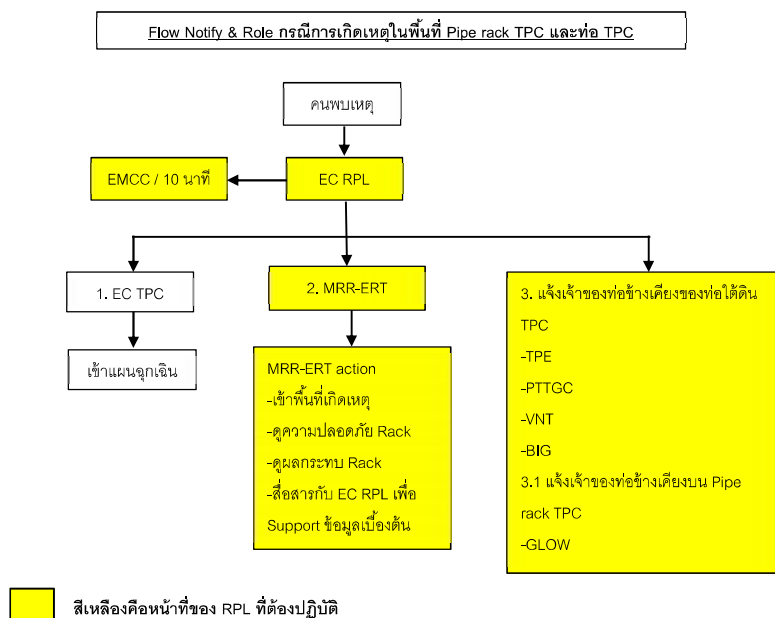 Flow Notify & Role กรณีการเกิดเหตุในพื้นที่ Pipe rack TPC และท่อ TPC
คนพบเหตุ
EMCC / 10 นาที
EC RPL
1. EC TPC
2. MRR-ERT
3. แจ้งเจ้าของท่อข้างเคียงของท่อใต้ดิน
TPC
-TPE
-PTTGC
-VNT
-BIG
3.1 แจ้งเจ้าของท่อข้างเคียงบน Pipe
rack TPC
-GLOW
เข้าแผนฉุกเฉิน
MRR-ERT action
-เข้าพื้นที่เกิดเหตุ
-ดูความปลอดภัย Rack
-ดูผลกระทบ Rack
-สื่อสารกับ EC RPL เพื่อ
Support ข้อมูลเบื้องต้น
สีเหลืองคือหน้าที่ของ RPL ที่ต้องปฏิบัติ